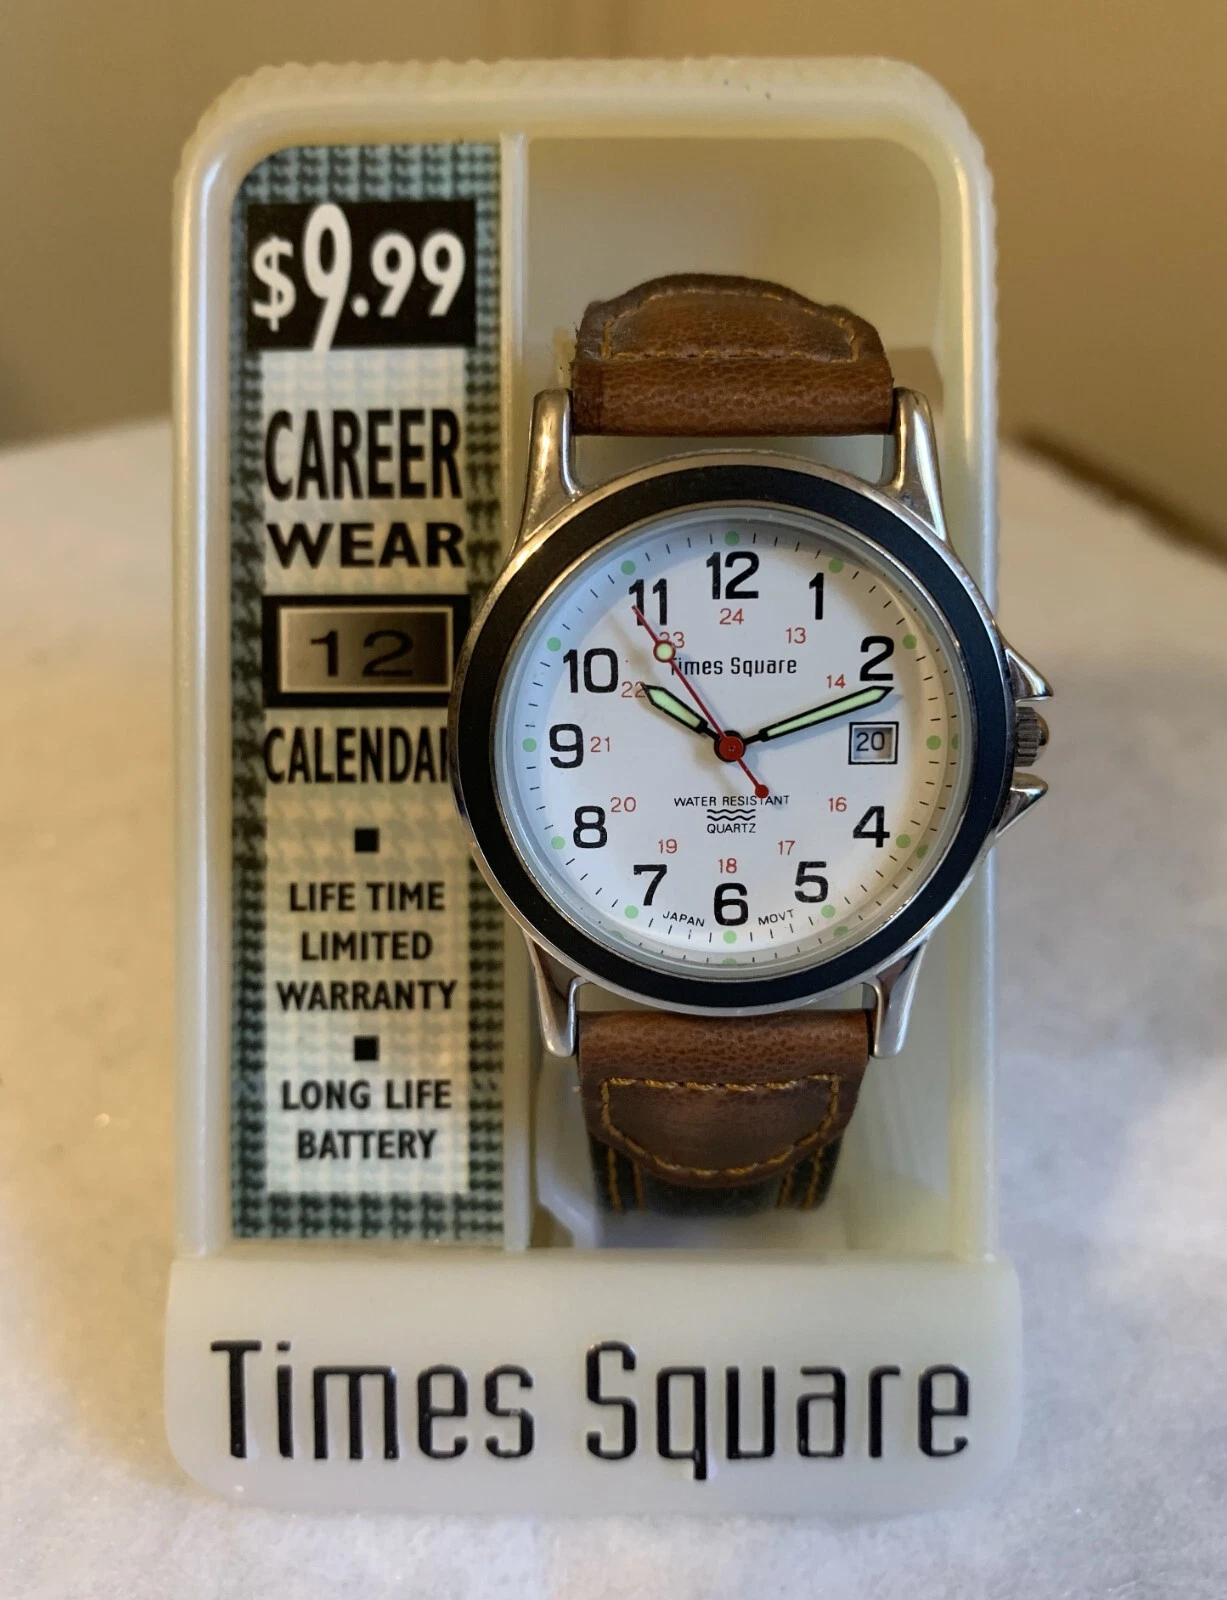 $9.99
CAREER
WEAR
12
CALENDAR
LIFE TIME
LIMITED
WARRANTY
LONG LIFE
BATTERY
12
11
1
24
23
13
10
2
Times Square
22
14
9
21
20
20
16
WATER RESISTANT
QUARTZ
8
4
19
17
18
7
5
6
JAPAN MOVT
Times Square